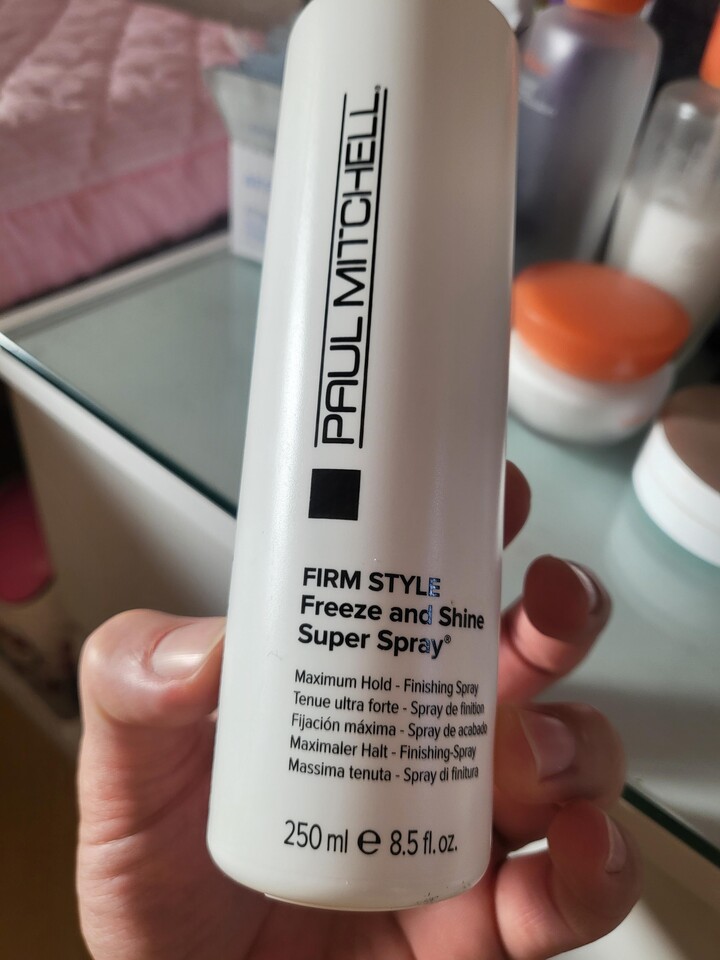 PAUL MITCHELL®
FIRM STYLE
Freeze and Shine
Super Spray®
Maximum Hold - Finishing Spray
Tenue ultra forte - Spray de finition
Fijación máxima - Spray de acabado
Maximaler Halt - Finishing-Spray
Massima tenuta - Spray di finitura
250 ml ℮ 8.5 fl. oz.